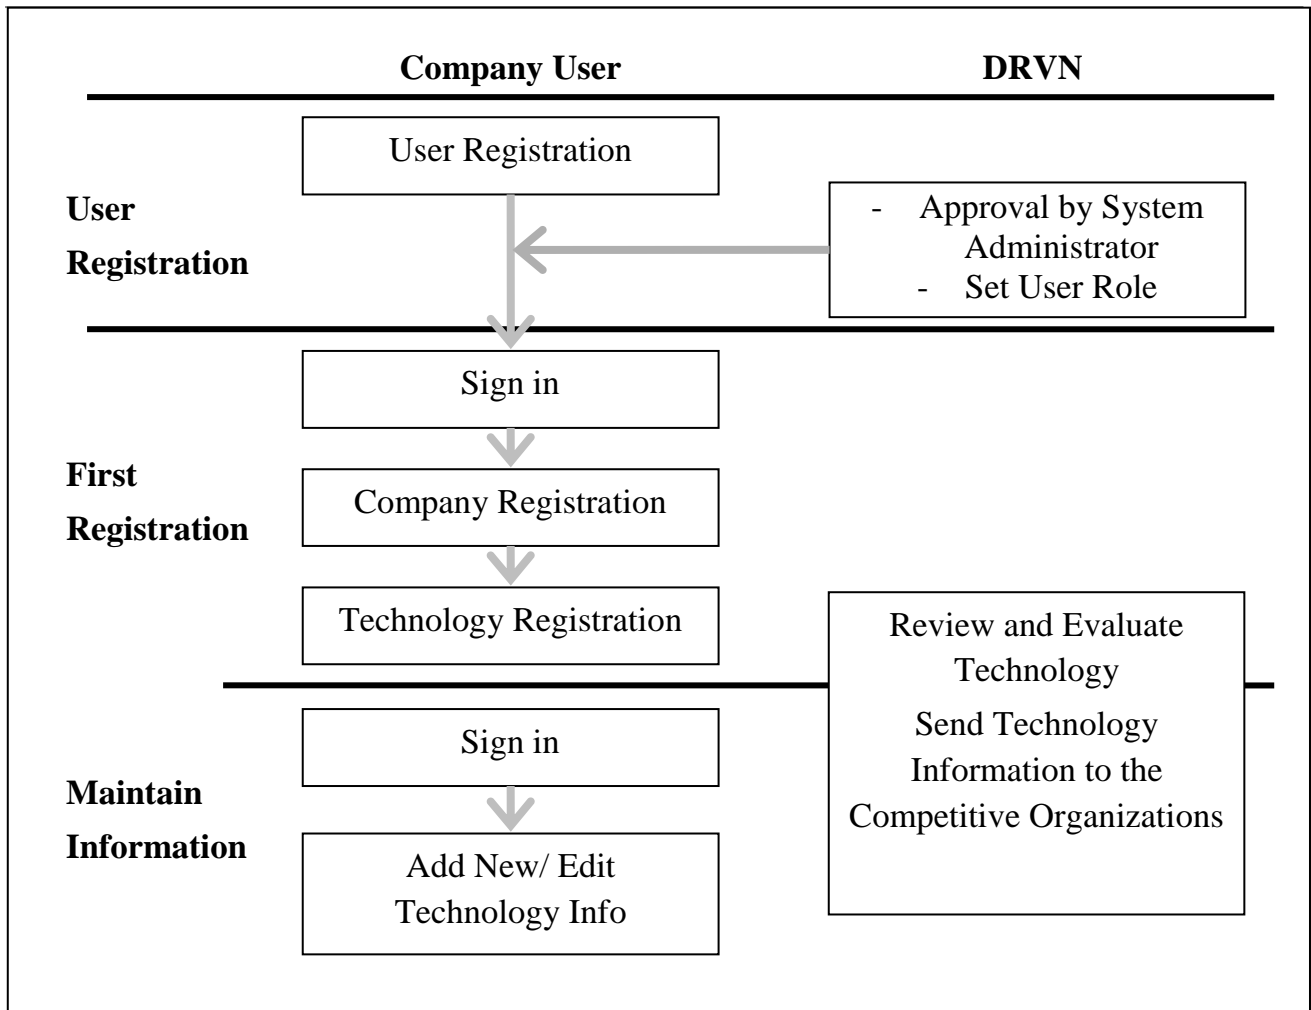 Company User
DRVN
User Registration
User
Registration
- Approval by System
Administrator
- Set User Role
Sign in
First
Registration
Company Registration
Technology Registration
Review and Evaluate
Technology
Send Technology
Information to the
Competitive Organizations
Sign in
Maintain
Information
Add New/ Edit
Technology Info